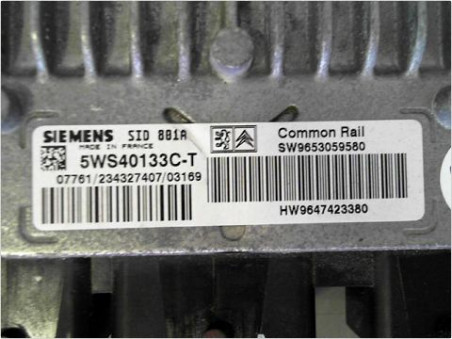 SIEMENS SID 801A
MADE IN FRANCE
5WS40133C-T
07761/234327407/03169
Common Rail
SW9653059580
HW9647423380